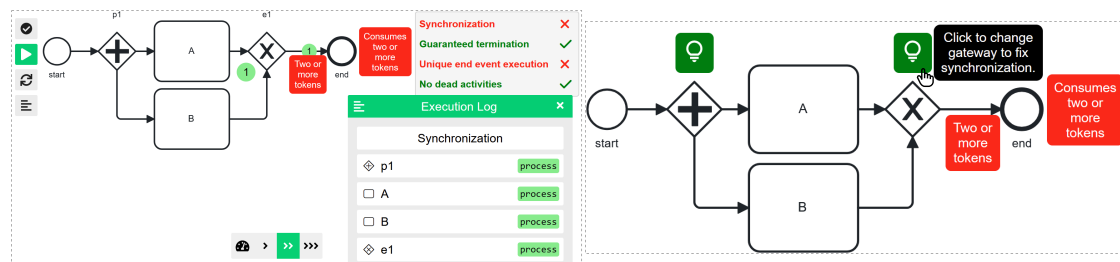 p1
e1
A
B
start
end
1
1
Two or
more
tokens
Consumes
two or
more
tokens
Synchronization
Guaranteed termination
Unique end event execution
No dead activities
Execution Log
Synchronization
p1 process
A process
B process
e1 process
Click to change
gateway to fix
synchronization.
A
B
start
end
Two or
more
tokens
Consumes
two or
more
tokens